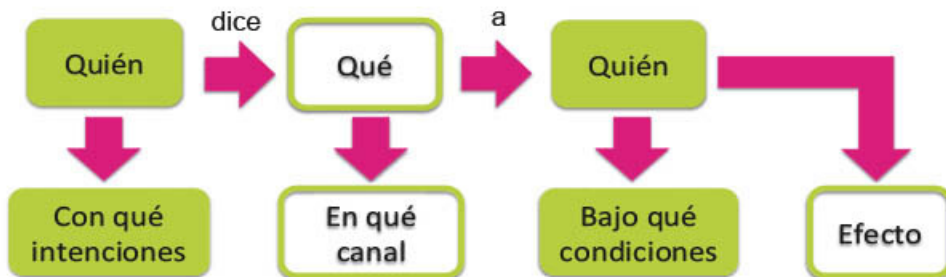 dice
a
Quién
Qué
Quién
Con qué
intenciones
En qué
canal
Bajo qué
condiciones
Efecto